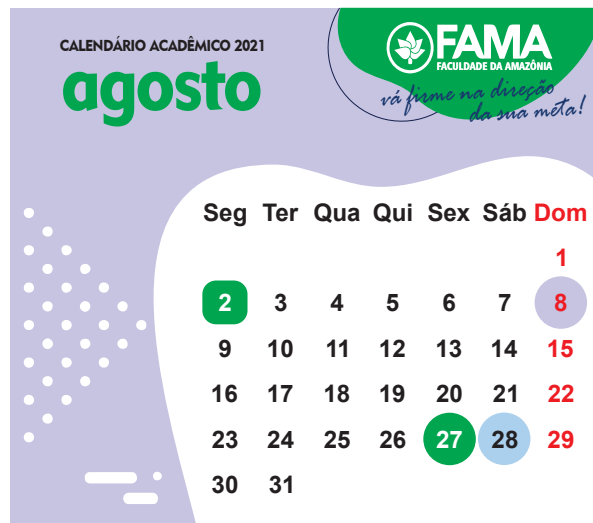 CALENDÁRIO ACADÊMICO 2021
agosto
FAMA
FACULDADE DA AMAZÔNIA
vá firme na direção
da sua meta!
Seg Ter Qua Qui Sex Sáb Dom
1
2 3 4 5 6 7 8
9 10 11 12 13 14 15
16 17 18 19 20 21 22
23 24 25 26 27 28 29
30 31